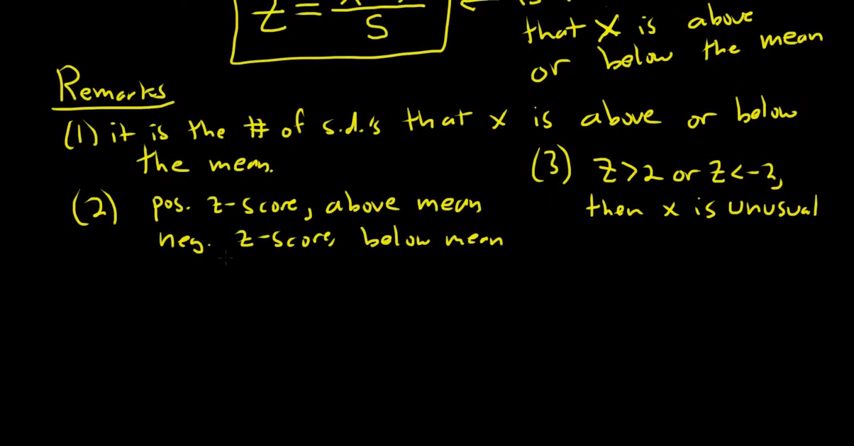 Z =
S
that x is above
or below the mean
Remarks
(1) it is the # of s.d.'s that x is above or below
the mean.
(2) pos. z-score, above mean
neg. z-score, below mean
(3) Z>2 or Z<-2,
then x is unusual